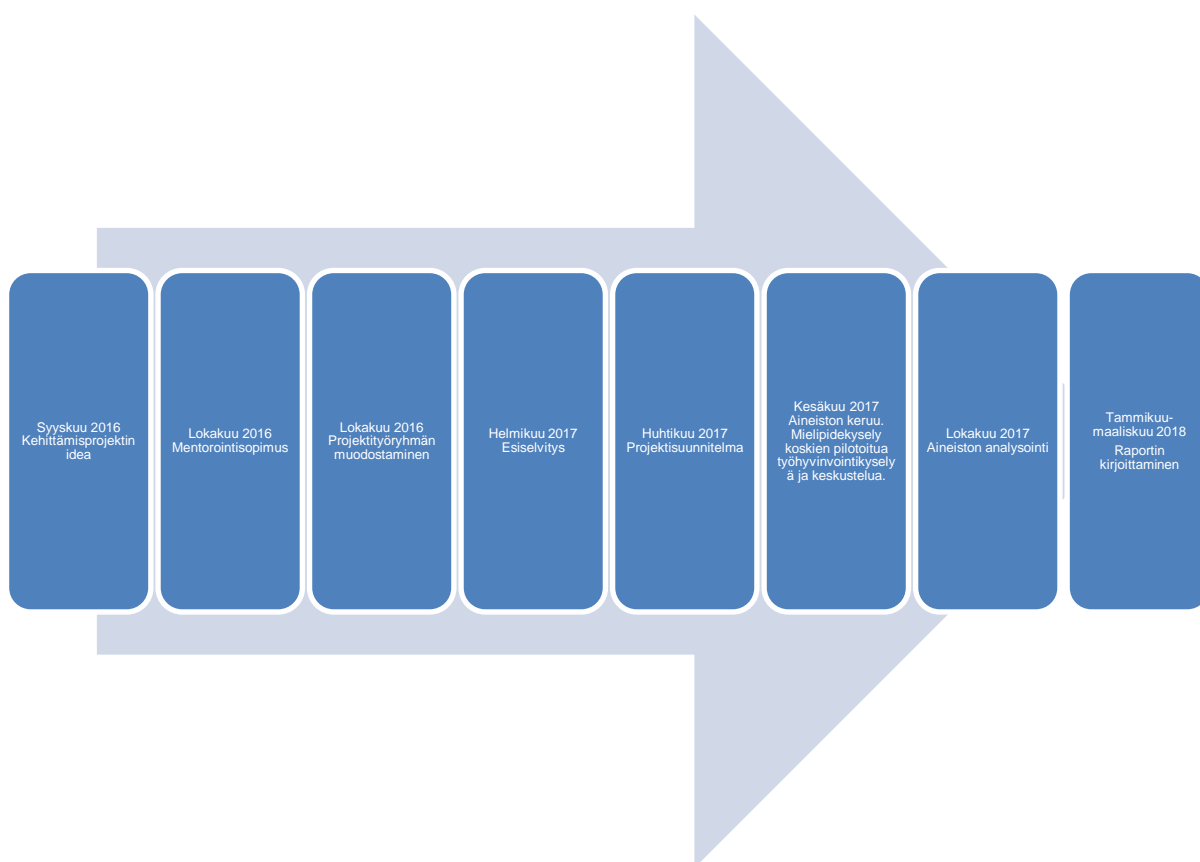 Syyskuu 2016
Kehittämisprojektin
idea
Lokakuu 2016
Mentorointisopimus
Lokakuu 2016
Projektityöryhmän
muodostaminen
Helmikuu 2017
Esiselvitys
Huhtikuu 2017
Projektisuunnitelma
Kesäkuu 2017
Aineiston keruu.
Mielipidekysely
koskien pilotoitua
työhyvinvointikysely
ä ja keskustelua.
Lokakuu 2017
Aineiston analysointi
Tammikuu-
maaliskuu 2018
Raportin
kirjoittaminen